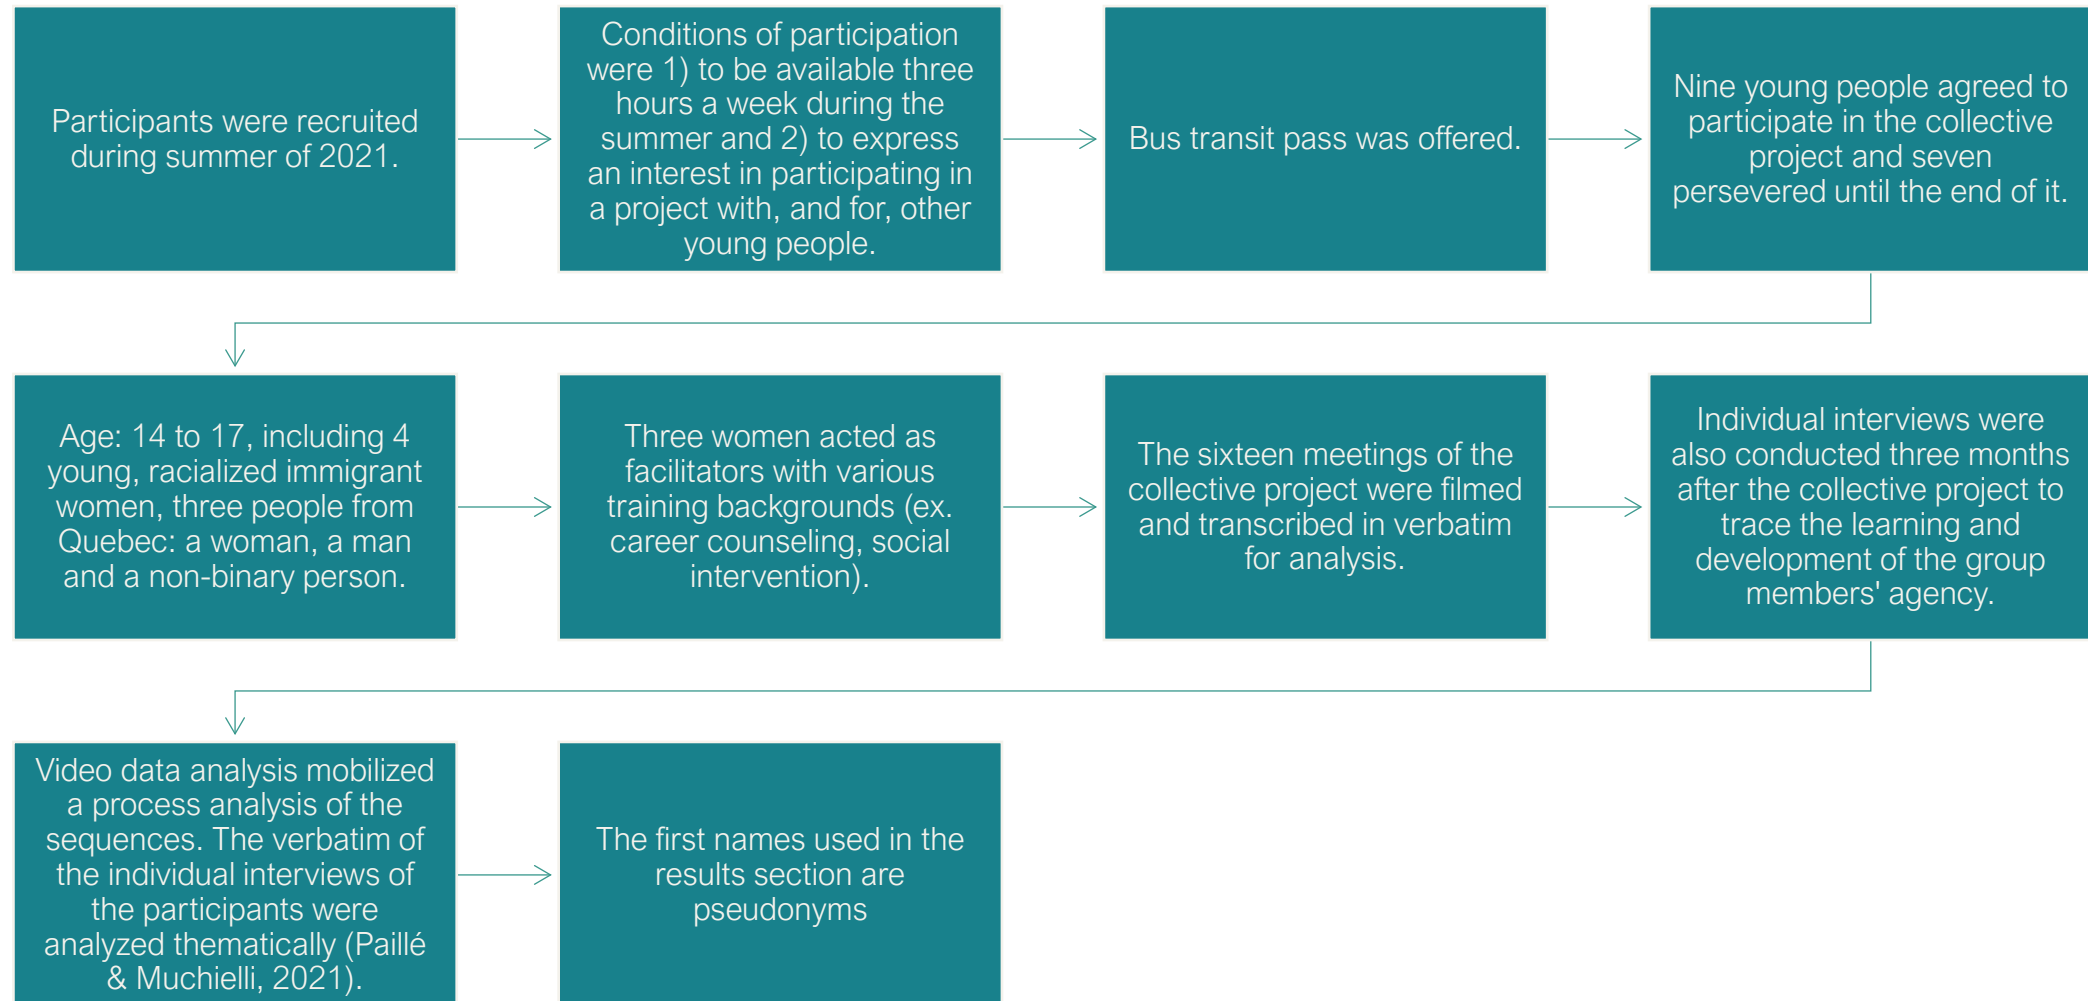 Participants were recruited
during summer of 2021.
Conditions of participation
were 1) to be available three
hours a week during the
summer and 2) to express
an interest in participating in
a project with, and for, other
young people.
Bus transit pass was offered.
Nine young people agreed to
participate in the collective
project and seven
persevered until the end of it.
Age: 14 to 17, including 4
young, racialized immigrant
women, three people from
Quebec: a woman, a man
and a non-binary person.
Three women acted as
facilitators with various
training backgrounds (ex.
career counseling, social
intervention).
The sixteen meetings of the
collective project were filmed
and transcribed in verbatim
for analysis.
Individual interviews were
also conducted three months
after the collective project to
trace the learning and
development of the group
members' agency.
Video data analysis mobilized
a process analysis of the
sequences. The verbatim of
the individual interviews of
the participants were
analyzed thematically (Paillé
& Muchielli, 2021).
The first names used in the
results section are
pseudonyms